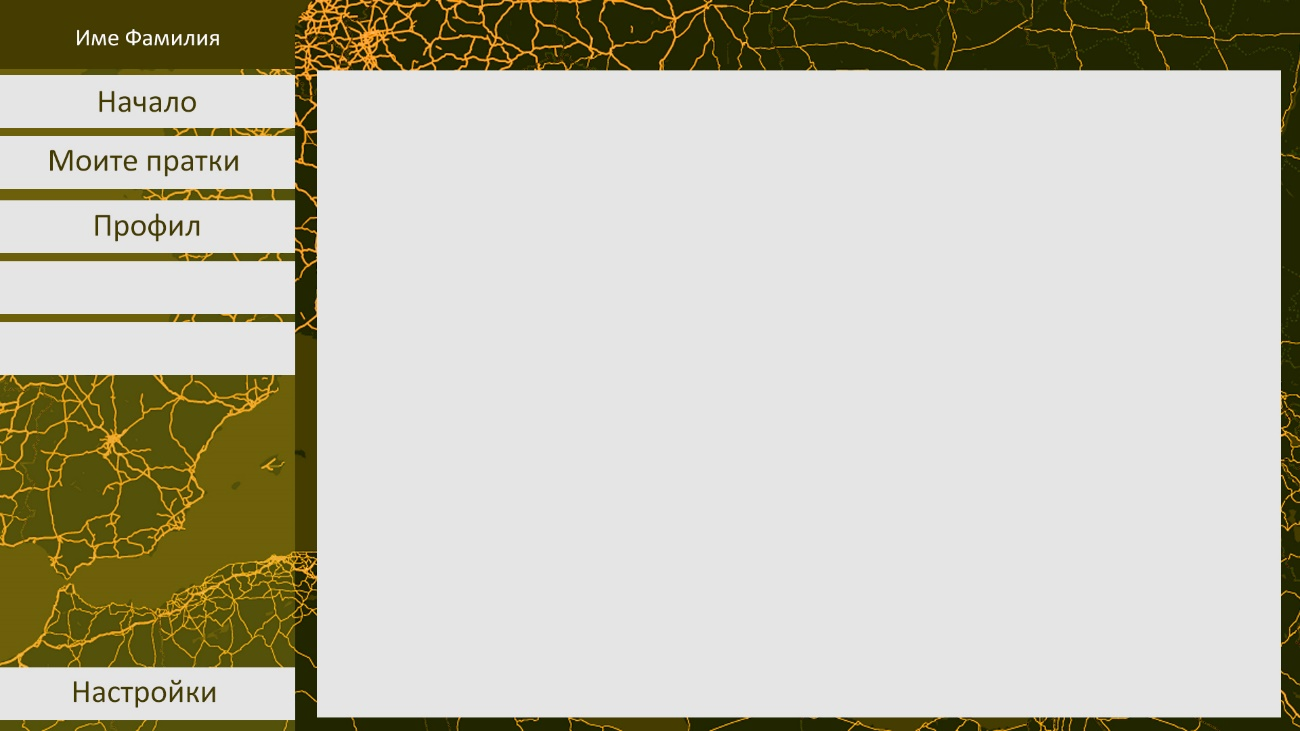 Име Фамилия
Начало
Моите пратки
Профил
Настройки